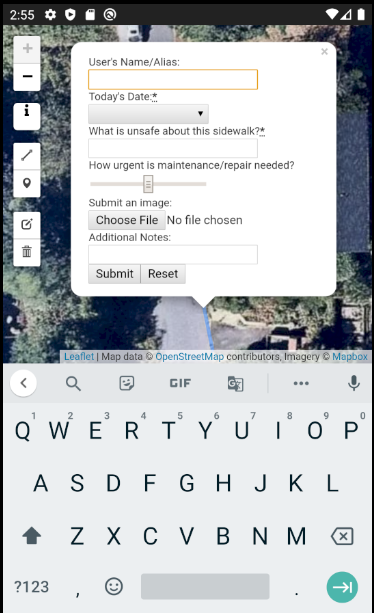 2:55
×
+
−
i
User's Name/Alias:
Today's Date:*
What is unsafe about this sidewalk?*
How urgent is maintenance/repair needed?
Submit an image:
Choose File No file chosen
Additional Notes:
Submit Reset
Leaflet | Map data © OpenStreetMap contributors, Imagery © Mapbox
GIF G
1 2 3 4 5 6 7 8 9 0
Q W E R T Y U I O P
A S D F G H J K L
Z X C V B N M
?123 , .